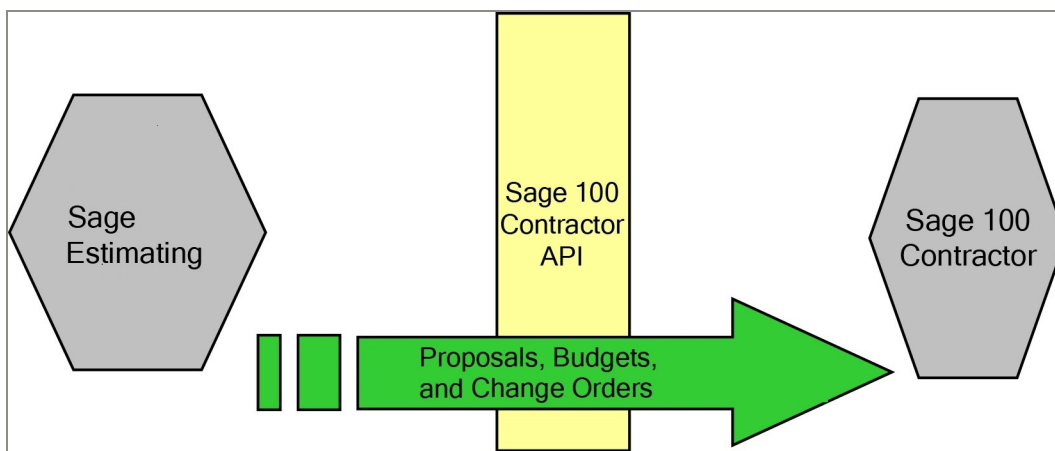 Sage
Estimating
Sage 100
Contractor
API
Sage 100
Contractor
Proposals, Budgets,
and Change Orders